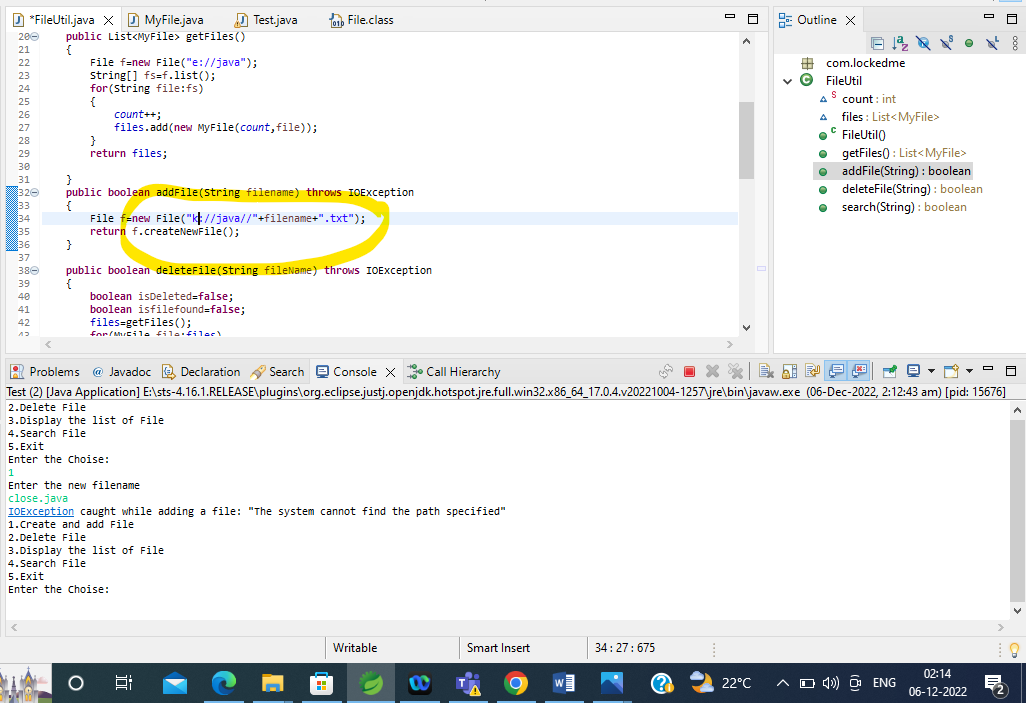 *FileUtil.java
MyFile.java
Test.java
File.class
20 public List<MyFile> getFiles()
21 {
22 File f=new File("e://java");
23 String[] fs=f.list();
24 for(String file:fs)
25 {
26 count++;
27 files.add(new MyFile(count,file));
28 }
29 return files;
30
31 }
32 public boolean addFile(String filename) throws IOException
33 {
34 File f=new File("k://java//"+filename+".txt");
35 return f.createNewFile();
36 }
37
38 public boolean deleteFile(String fileName) throws IOException
39 {
40 boolean isDeleted=false;
41 boolean isfilefound=false;
42 files=getFiles();
43 for(MyFile file:files)
Outline
com.lockedme
FileUtil
count : int
files : List<MyFile>
FileUtil()
getFiles() : List<MyFile>
addFile(String) : boolean
deleteFile(String) : boolean
search(String) : boolean
Problems
@ Javadoc
Declaration
Search
Console
Call Hierarchy
Test (2) [Java Application] E:\sts-4.16.1.RELEASE\plugins\org.eclipse.justj.openjdk.hotspot.jre.full.win32.x86_64_17.0.4.v20221004-1257\jre\bin\javaw.exe (06-Dec-2022, 2:12:43 am) [pid: 15676]
2.Delete File
3.Display the list of File
4.Search File
5.Exit
Enter the Choise:
1
Enter the new filename
close.java
IOException caught while adding a file: "The system cannot find the path specified"
1.Create and add File
2.Delete File
3.Display the list of File
4.Search File
5.Exit
Enter the Choise:
Writable
Smart Insert
34 : 27 : 675
22°C
ENG
02:14
06-12-2022
2